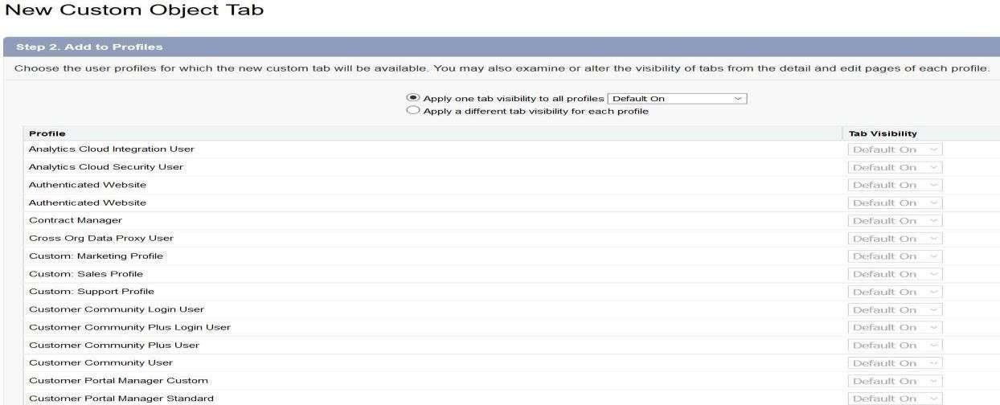 New Custom Object Tab
Step 2. Add to Profiles
Choose the user profiles for which the new custom tab will be available. You may also examine or alter the visibility of tabs from the detail and edit pages of each profile.
Apply one tab visibility to all profiles Default On
Apply a different tab visibility for each profile
Profile Tab Visibility
Analytics Cloud Integration User Default On
Analytics Cloud Security User Default On
Authenticated Website Default On
Authenticated Website Default On
Contract Manager Default On
Cross Org Data Proxy User Default On
Custom: Marketing Profile Default On
Custom: Sales Profile Default On
Custom: Support Profile Default On
Customer Community Login User Default On
Customer Community Plus Login User Default On
Customer Community Plus User Default On
Customer Community User Default On
Customer Portal Manager Custom Default On
Customer Portal Manager Standard Default On